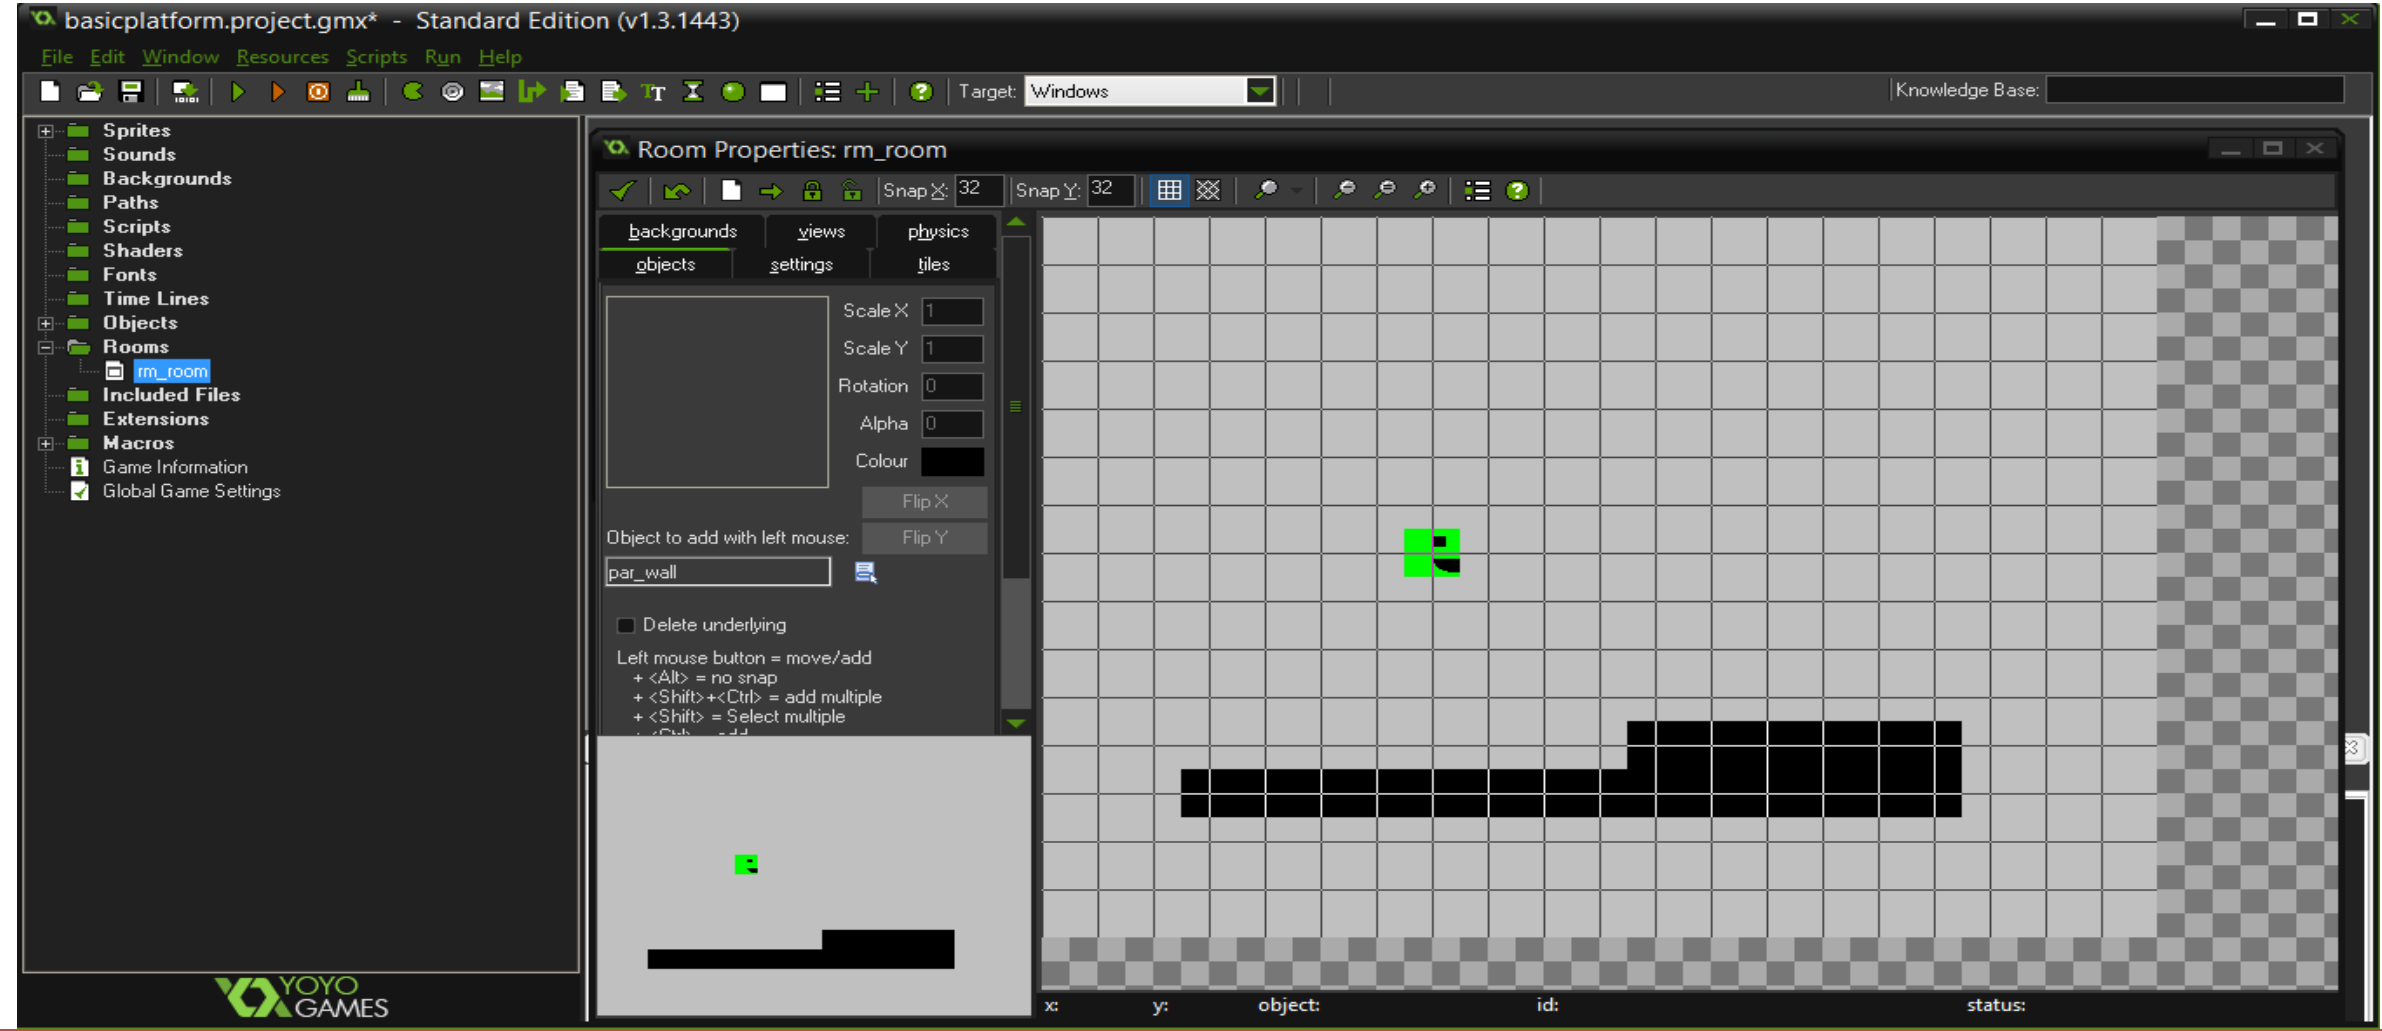 basicplatform.project.gmx* - Standard Edition (v1.3.1443)
File Edit Window Resources Scripts Run Help
Target: Windows
Knowledge Base:
Sprites
Sounds
Backgrounds
Paths
Scripts
Shaders
Fonts
Time Lines
Objects
Rooms
rm_room
Included Files
Extensions
Macros
Game Information
Global Game Settings
YOYO
GAMES
Room Properties: rm_room
Snap X: 32 Snap Y: 32
backgrounds views physics
objects settings tiles
Scale X 1
Scale Y 1
Rotation 0
Alpha 0
Colour
Flip X
Object to add with left mouse: Flip Y
par_wall
Delete underlying
Left mouse button = move/add
+ <Alt> = no snap
+ <Shift>+<Ctrl> = add multiple
+ <Shift> = Select multiple
x: y: object: id: status: